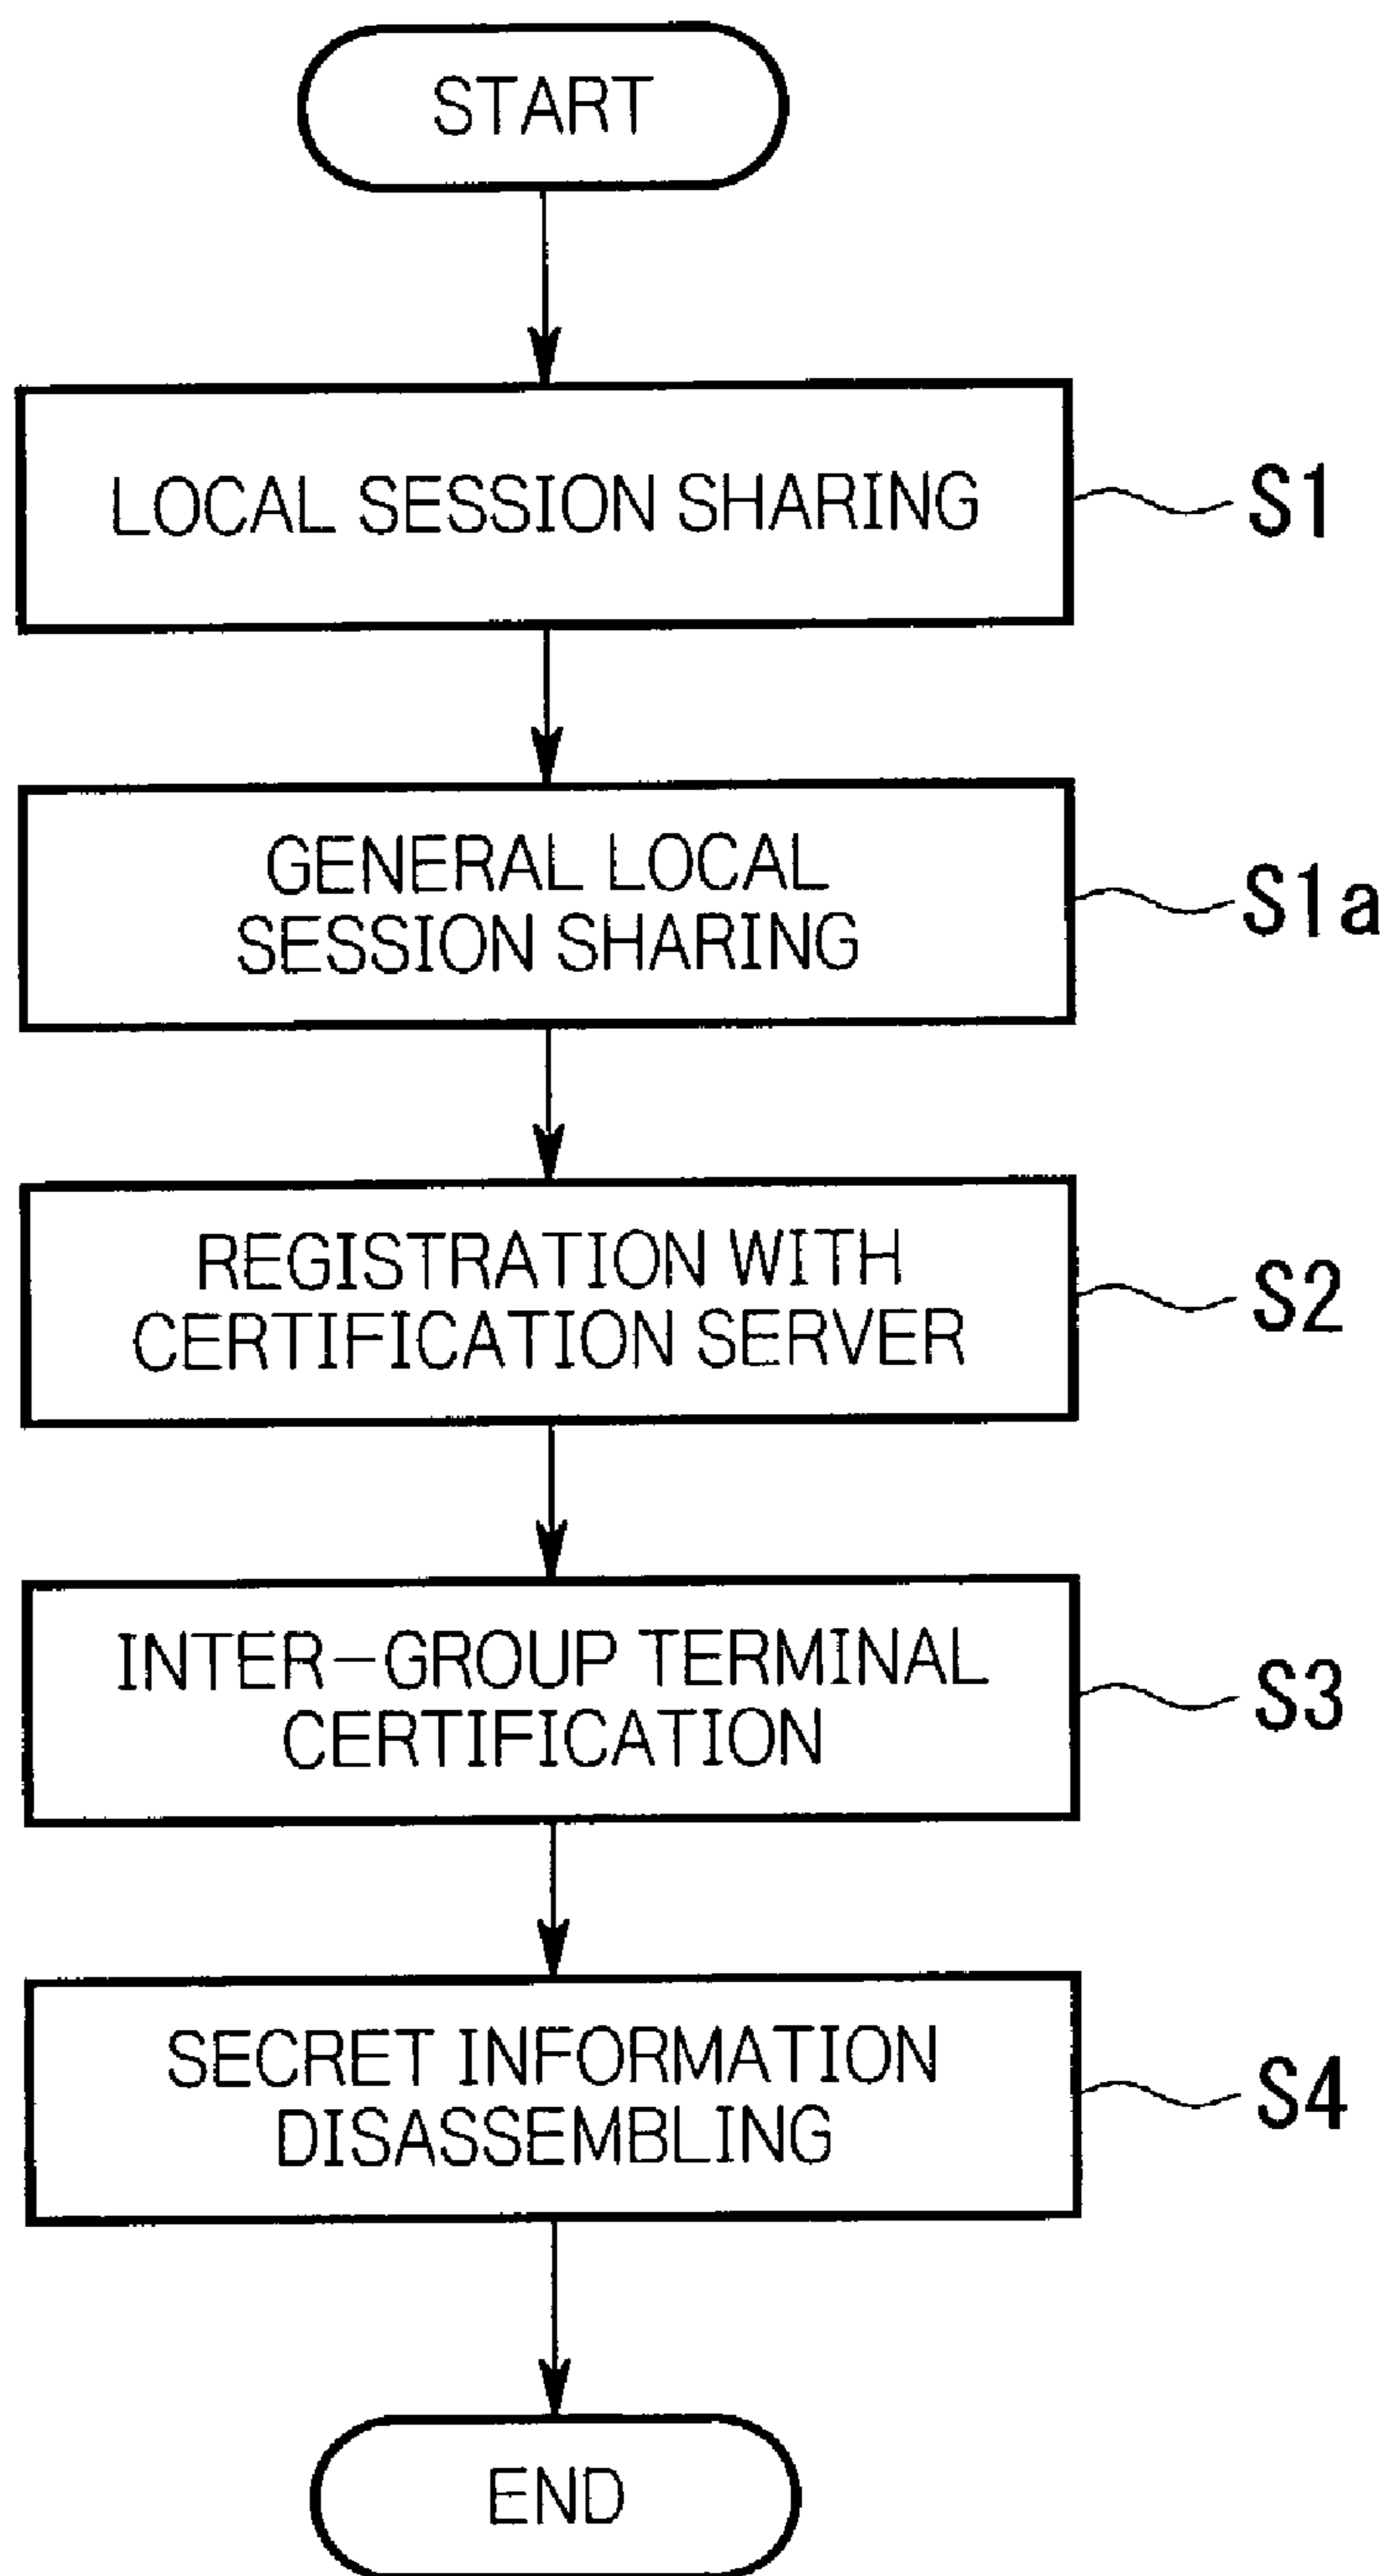 START
LOCAL SESSION SHARING
S1
GENERAL LOCAL
SESSION SHARING
S1a
REGISTRATION WITH
CERTIFICATION SERVER
S2
INTER-GROUP TERMINAL
CERTIFICATION
S3
SECRET INFORMATION
DISASSEMBLING
S4
END